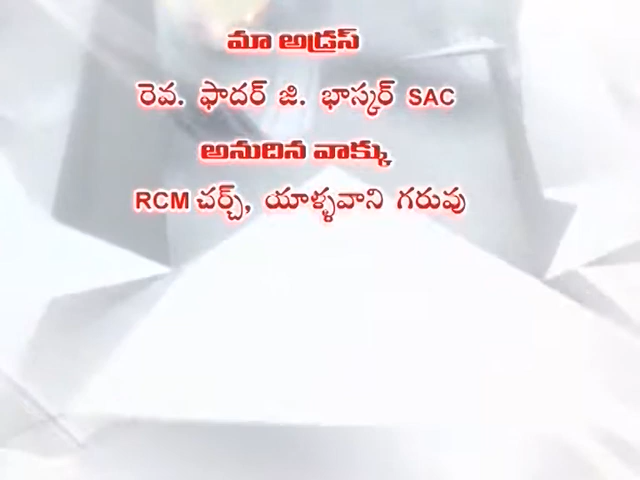 మా అడ్రస్
రెవ. ఫాదర్ జి. భాస్కర్ SAC
అనుదిన వాక్కు
RCM చర్చ్, యాళ్ళవాని గరువు